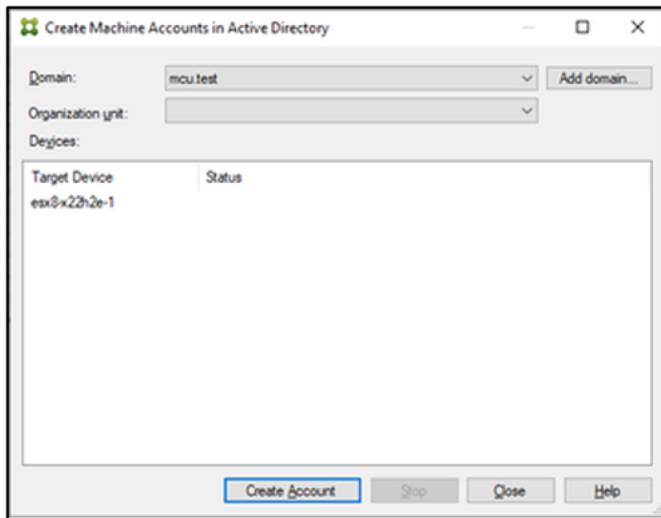 Create Machine Accounts in Active Directory
Domain: mcu.test Add domain...
Organization unit:
Devices:
Target Device Status
esx8-x22h2e-1
Create Account Stop Close Help